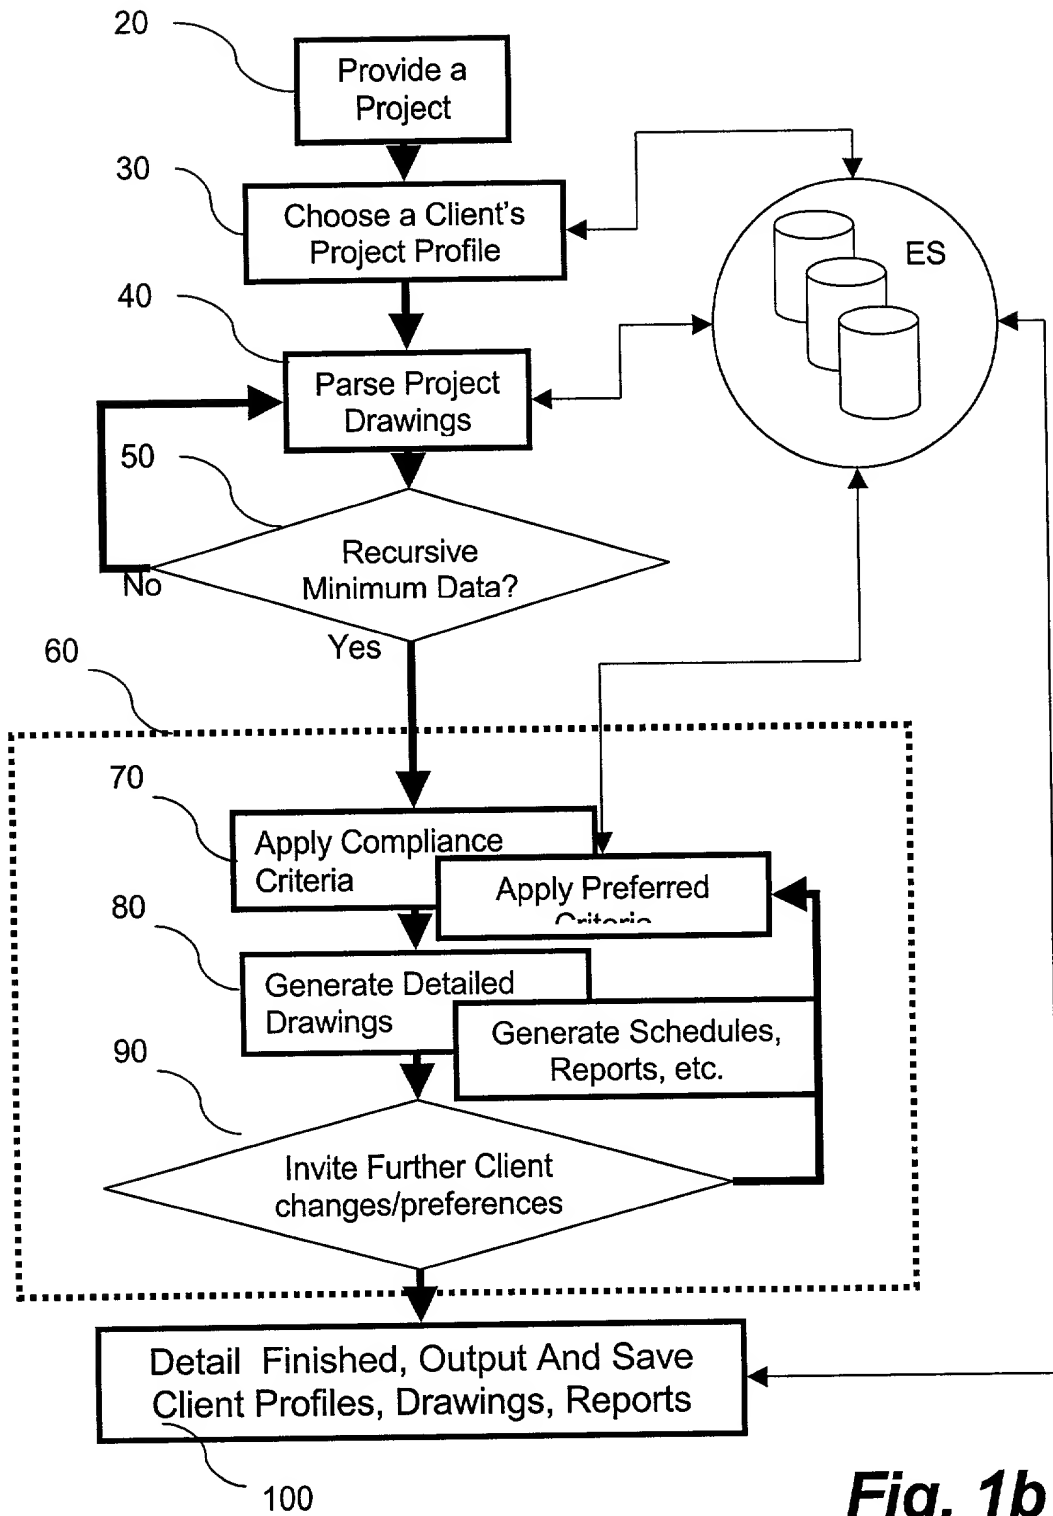 20
Provide a
Project
30
Choose a Client's
Project Profile
ES
40
Parse Project
Drawings
50
Recursive
Minimum Data?
No
Yes
60
70
Apply Compliance
Criteria
Apply Preferred
Criteria
80
Generate Detailed
Drawings
Generate Schedules,
Reports, etc.
90
Invite Further Client
changes/preferences
Detail Finished, Output And Save
Client Profiles, Drawings, Reports
100
Fig. 1b